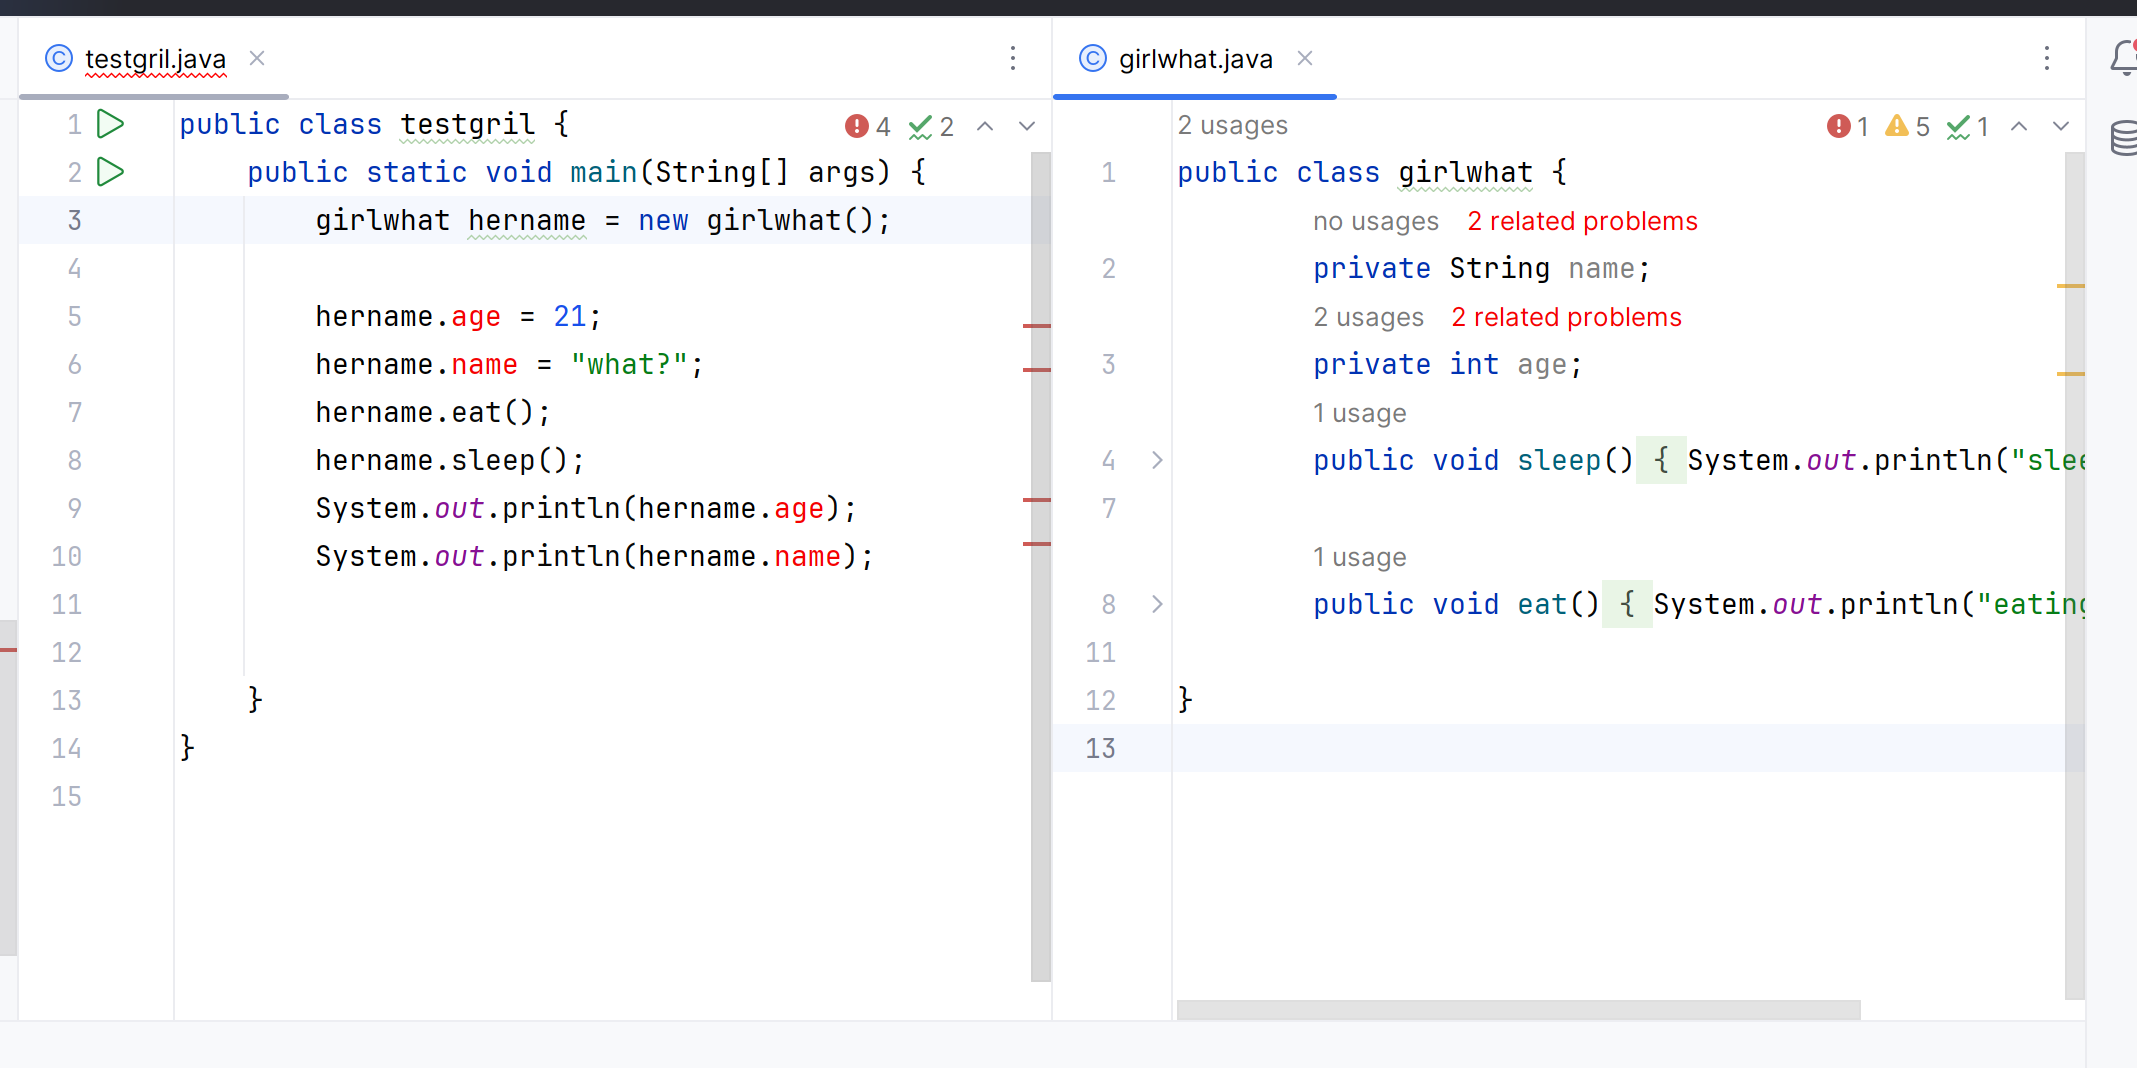 testgril.java
1 public class testgril { 4 2
2 public static void main(String[] args) {
3 girlwhat hername = new girlwhat();
4
5 hername.age = 21;
6 hername.name = "what?";
7 hername.eat();
8 hername.sleep();
9 System.out.println(hername.age);
10 System.out.println(hername.name);
11
12
13 }
14 }
15
girlwhat.java
2 usages 1 5 1
1 public class girlwhat {
no usages 2 related problems
2 private String name;
2 usages 2 related problems
3 private int age;
1 usage
4 public void sleep() { System.out.println("slee
7
1 usage
8 public void eat() { System.out.println("eating
11
12 }
13